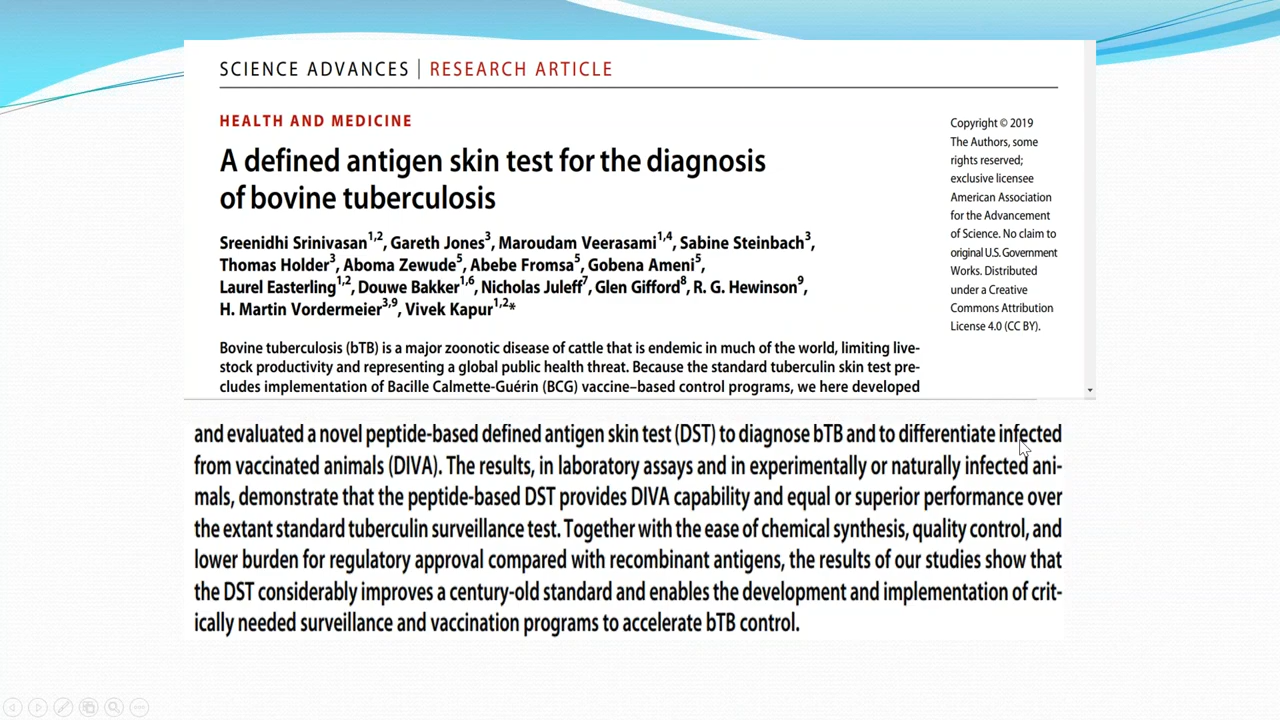 SCIENCE ADVANCES | RESEARCH ARTICLE
HEALTH AND MEDICINE
A defined antigen skin test for the diagnosis
of bovine tuberculosis
Sreenidhi Srinivasan1,2, Gareth Jones3, Maroudam Veerasami1,4, Sabine Steinbach3,
Thomas Holder3, Aboma Zewude5, Abebe Fromsa5, Gobena Ameni5,
Laurel Easterling1,2, Douwe Bakker1,6, Nicholas Juleff7, Glen Gifford8, R. G. Hewinson9,
H. Martin Vordermeier3,9, Vivek Kapur1,2*
Copyright © 2019
The Authors, some
rights reserved;
exclusive licensee
American Association
for the Advancement
of Science. No claim to
original U.S. Government
Works. Distributed
under a Creative
Commons Attribution
License 4.0 (CC BY).
Bovine tuberculosis (bTB) is a major zoonotic disease of cattle that is endemic in much of the world, limiting live-
stock productivity and representing a global public health threat. Because the standard tuberculin skin test pre-
cludes implementation of Bacille Calmette-Guérin (BCG) vaccine–based control programs, we here developed
and evaluated a novel peptide-based defined antigen skin test (DST) to diagnose bTB and to differentiate infected
from vaccinated animals (DIVA). The results, in laboratory assays and in experimentally or naturally infected ani-
mals, demonstrate that the peptide-based DST provides DIVA capability and equal or superior performance over
the extant standard tuberculin surveillance test. Together with the ease of chemical synthesis, quality control, and
lower burden for regulatory approval compared with recombinant antigens, the results of our studies show that
the DST considerably improves a century-old standard and enables the development and implementation of crit-
ically needed surveillance and vaccination programs to accelerate bTB control.